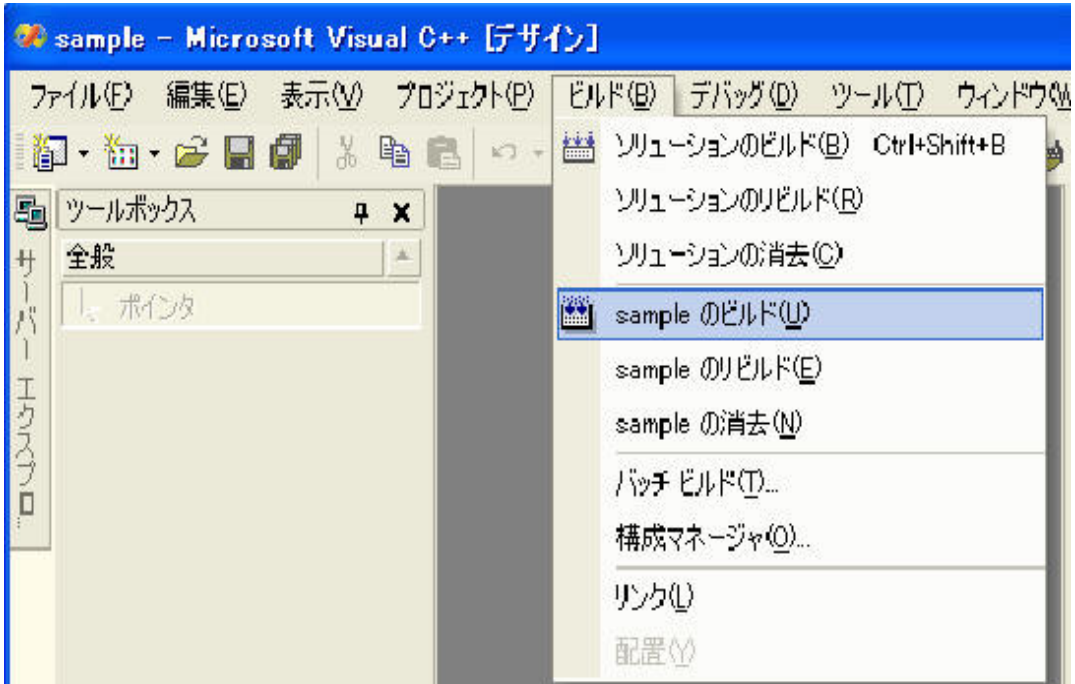 sample - Microsoft Visual C++ [デザイン]
ファイル(F) 編集(E) 表示(V) プロジェクト(P) ビルド(B) デバッグ(D) ツール(T) ウィンドウ(W
ソリューションのビルド(B) Ctrl+Shift+B
ソリューションのリビルド(R)
ソリューションの消去(C)
sample のビルド(U)
sample のリビルド(E)
sample の消去(N)
バッチ ビルド(T)...
構成マネージャ(O)...
リンク(L)
配置(Y)
ツールボックス
全般
ポインタ
サーバー エクスプロ...